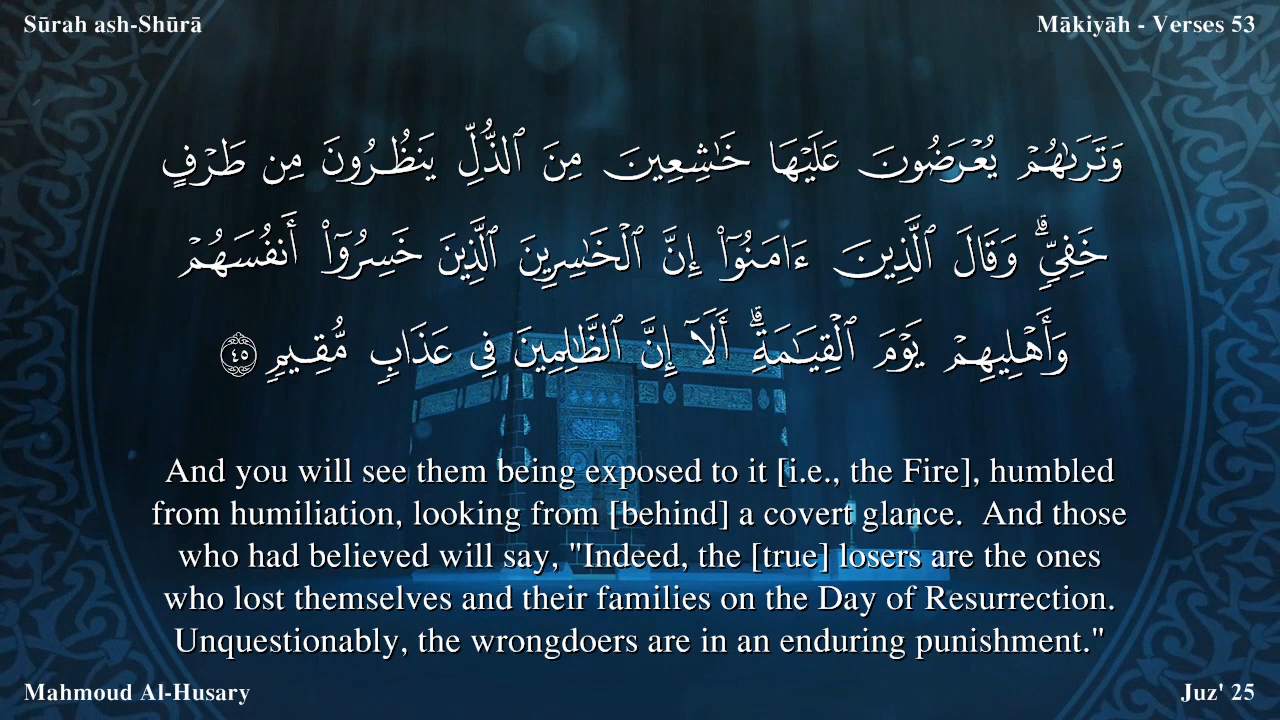 Sūrah ash-Shūrā
Mākiyāh - Verses 53
وَتَرَىٰهُمْ يُعْرَضُونَ عَلَيْهَا خَـٰشِعِينَ مِنَ ٱلذُّلِّ يَنظُرُونَ مِن طَرْفٍ
خَفِىٍّ ۗ وَقَالَ ٱلَّذِينَ ءَامَنُوٓا۟ إِنَّ ٱلْخَـٰسِرِينَ ٱلَّذِينَ خَسِرُوٓا۟ أَنفُسَهُمْ
وَأَهْلِيهِمْ يَوْمَ ٱلْقِيَـٰمَةِ ۗ أَلَآ إِنَّ ٱلظَّـٰلِمِينَ فِى عَذَابٍ مُّقِيمٍ ٤٥
And you will see them being exposed to it [i.e., the Fire], humbled
from humiliation, looking from [behind] a covert glance.  And those
who had believed will say, "Indeed, the [true] losers are the ones
who lost themselves and their families on the Day of Resurrection.
Unquestionably, the wrongdoers are in an enduring punishment."
Mahmoud Al-Husary
Juz' 25